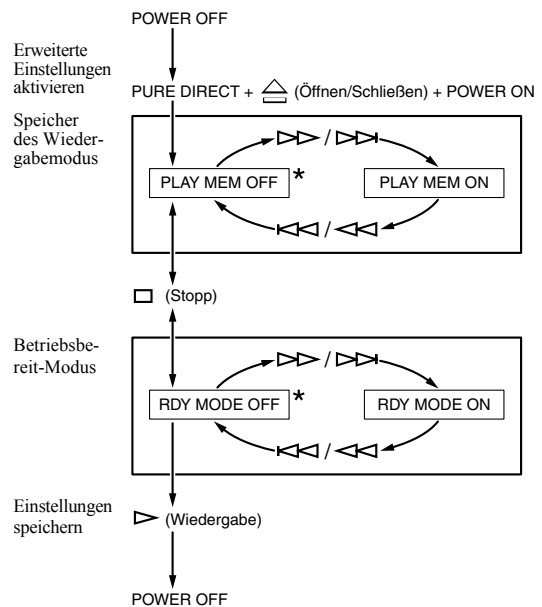 POWER OFF
Erweiterte
Einstellungen
aktivieren
PURE DIRECT + (Öffnen/Schließen) + POWER ON
Speicher
des Wieder-
gabemodus
/
PLAY MEM OFF * PLAY MEM ON
/
(Stopp)
Betriebsbe-
reit-Modus
/
RDY MODE OFF * RDY MODE ON
/
Einstellungen
speichern
(Wiedergabe)
POWER OFF